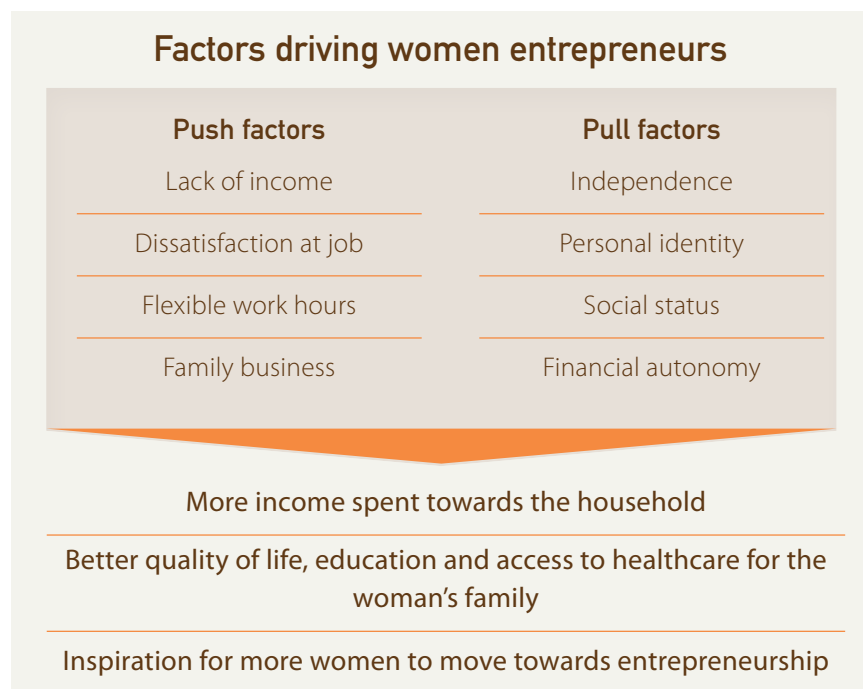 Factors driving women entrepreneurs
Push factors
Lack of income
Dissatisfaction at job
Flexible work hours
Family business
Pull factors
Independence
Personal identity
Social status
Financial autonomy
More income spent towards the household
Better quality of life, education and access to healthcare for the
woman's family
Inspiration for more women to move towards entrepreneurship